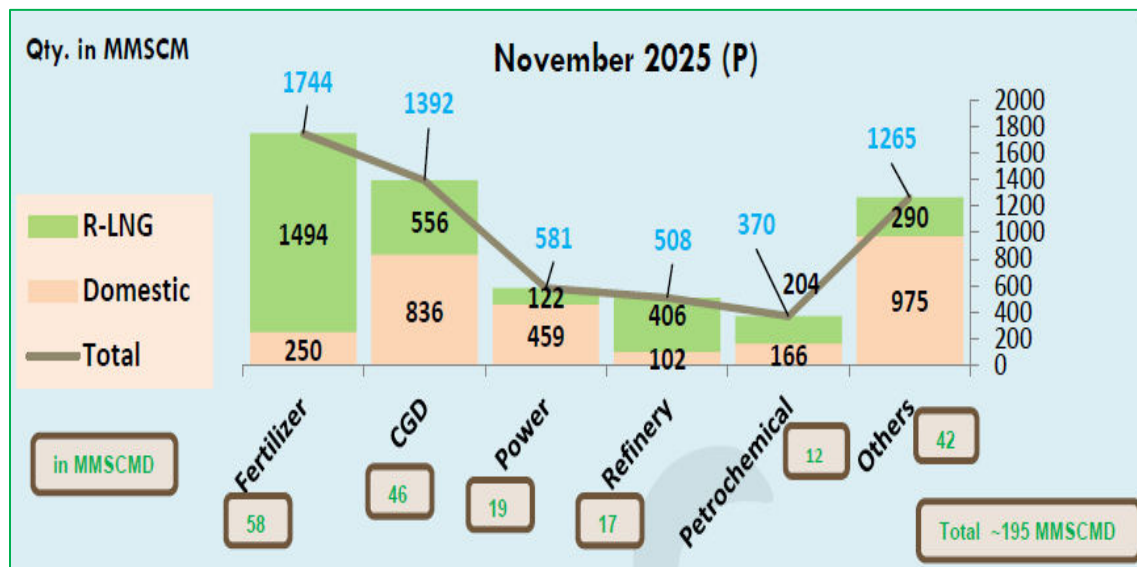 Qty. in MMSCM
November 2025 (P)
1744
1392
581
508
370
1265
R-LNG
Domestic
Total
1494
556
122
406
204
290
250
836
459
102
166
975
2000
1800
1600
1400
1200
1000
800
600
400
200
0
Fertilizer
CGD
Power
Refinery
Petrochemical
Others
in MMSCMD
58
46
19
17
12
42
Total ~195 MMSCMD